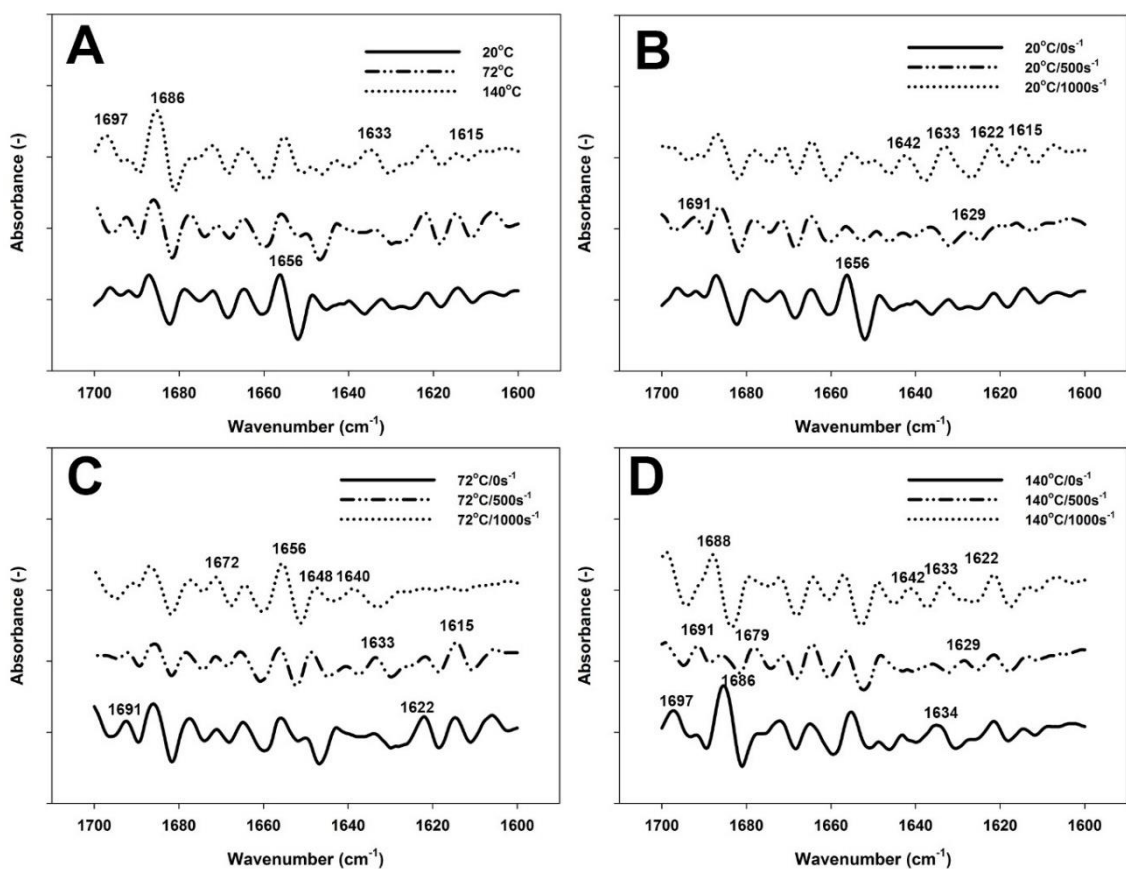 A
20°C
72°C
140°C
1697
1686
1633
1615
1656
Absorbance (-)
1700 1680 1660 1640 1620 1600
Wavenumber (cm⁻¹)
B
20°C/0s⁻¹
20°C/500s⁻¹
20°C/1000s⁻¹
1642 1633 1622 1615
1691
1629
1656
Absorbance (-)
1700 1680 1660 1640 1620 1600
Wavenumber (cm⁻¹)
C
72°C/0s⁻¹
72°C/500s⁻¹
72°C/1000s⁻¹
1672
1656
1648 1640
1633
1615
1691
1622
Absorbance (-)
1700 1680 1660 1640 1620 1600
Wavenumber (cm⁻¹)
D
140°C/0s⁻¹
140°C/500s⁻¹
140°C/1000s⁻¹
1688
1642
1633
1622
1691
1679
1629
1697
1686
1634
Absorbance (-)
1700 1680 1660 1640 1620 1600
Wavenumber (cm⁻¹)